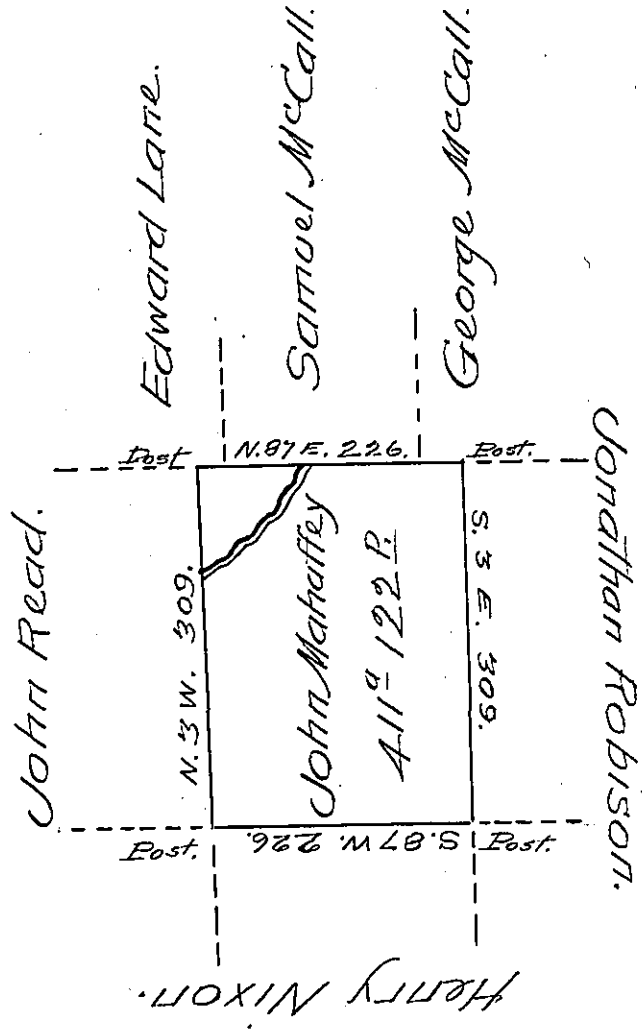 Edward Lane.
Samuel McCall.
George McCall.
Jonathan Robison.
John Read.
Post
N.87 E. 226.
Post.
N.3 W. 309.
John Mahaffey
411a 122 P.
S.3 E. 309.
Post.
S.87 W. 226.
Post.
Henry Nixon.